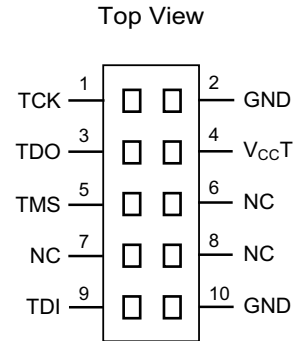 Top View
TCK 1 2 GND
TDO 3 4 VCCT
TMS 5 6 NC
NC 7 8 NC
TDI 9 10 GND